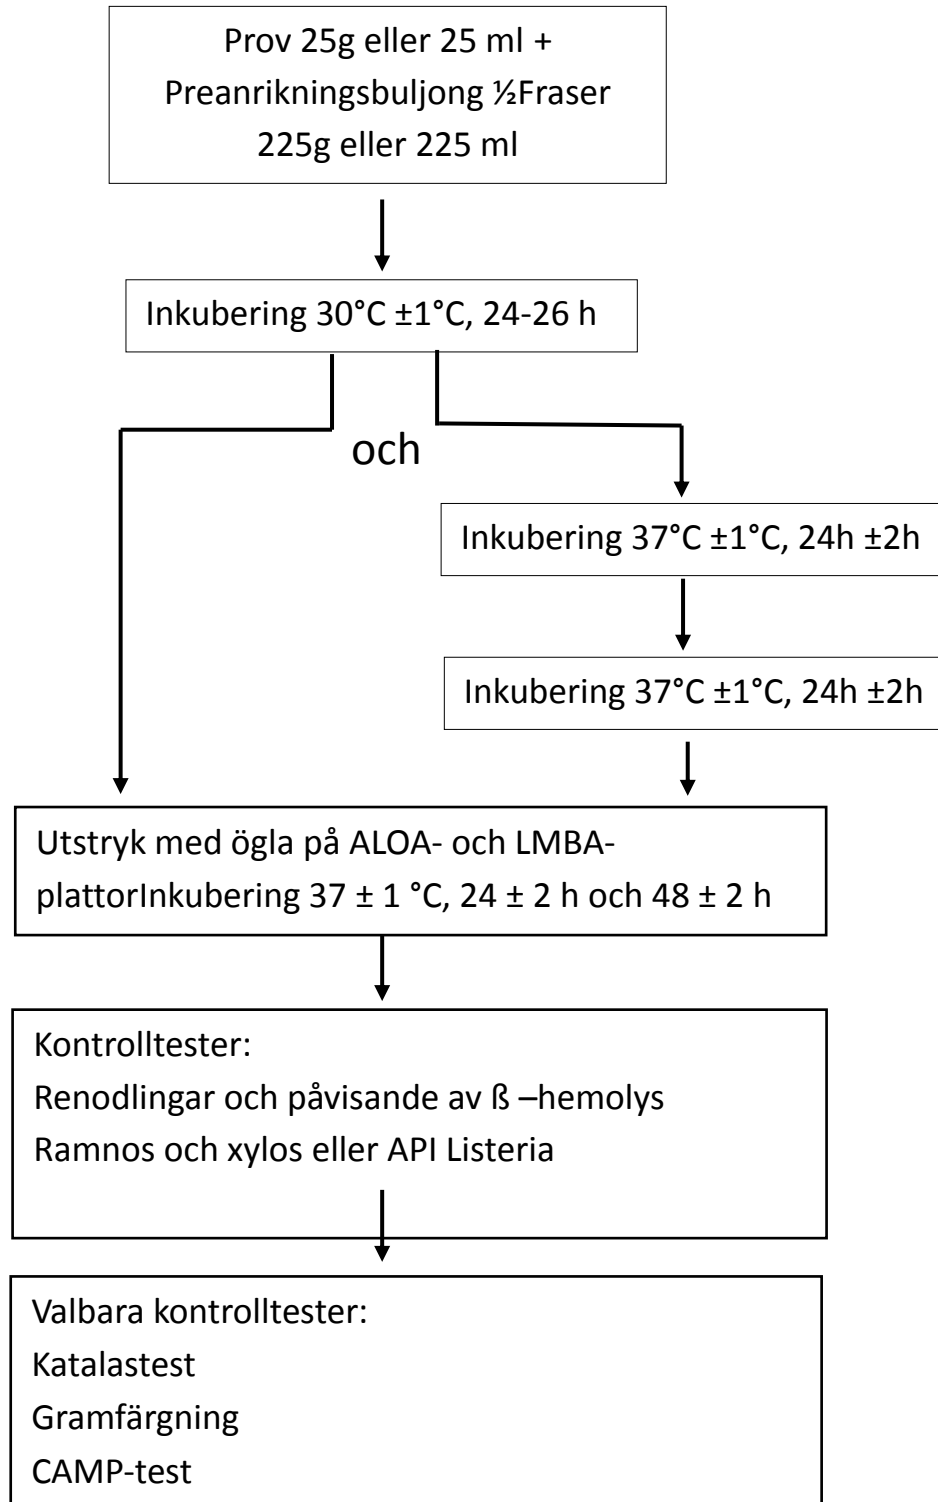 Prov 25g eller 25 ml +
Preanrikningsbuljong ½Fraser
225g eller 225 ml
Inkubering 30°C ±1°C, 24-26 h
och
Inkubering 37°C ±1°C, 24h ±2h
Inkubering 37°C ±1°C, 24h ±2h
Utstryk med ögla på ALOA- och LMBA-
plattorInkubering 37 ± 1 °C, 24 ± 2 h och 48 ± 2 h
Kontrolltester:
Renodlingar och påvisande av ß –hemolys
Ramnos och xylos eller API Listeria
Valbara kontrolltester:
Katalastest
Gramfärgning
CAMP-test